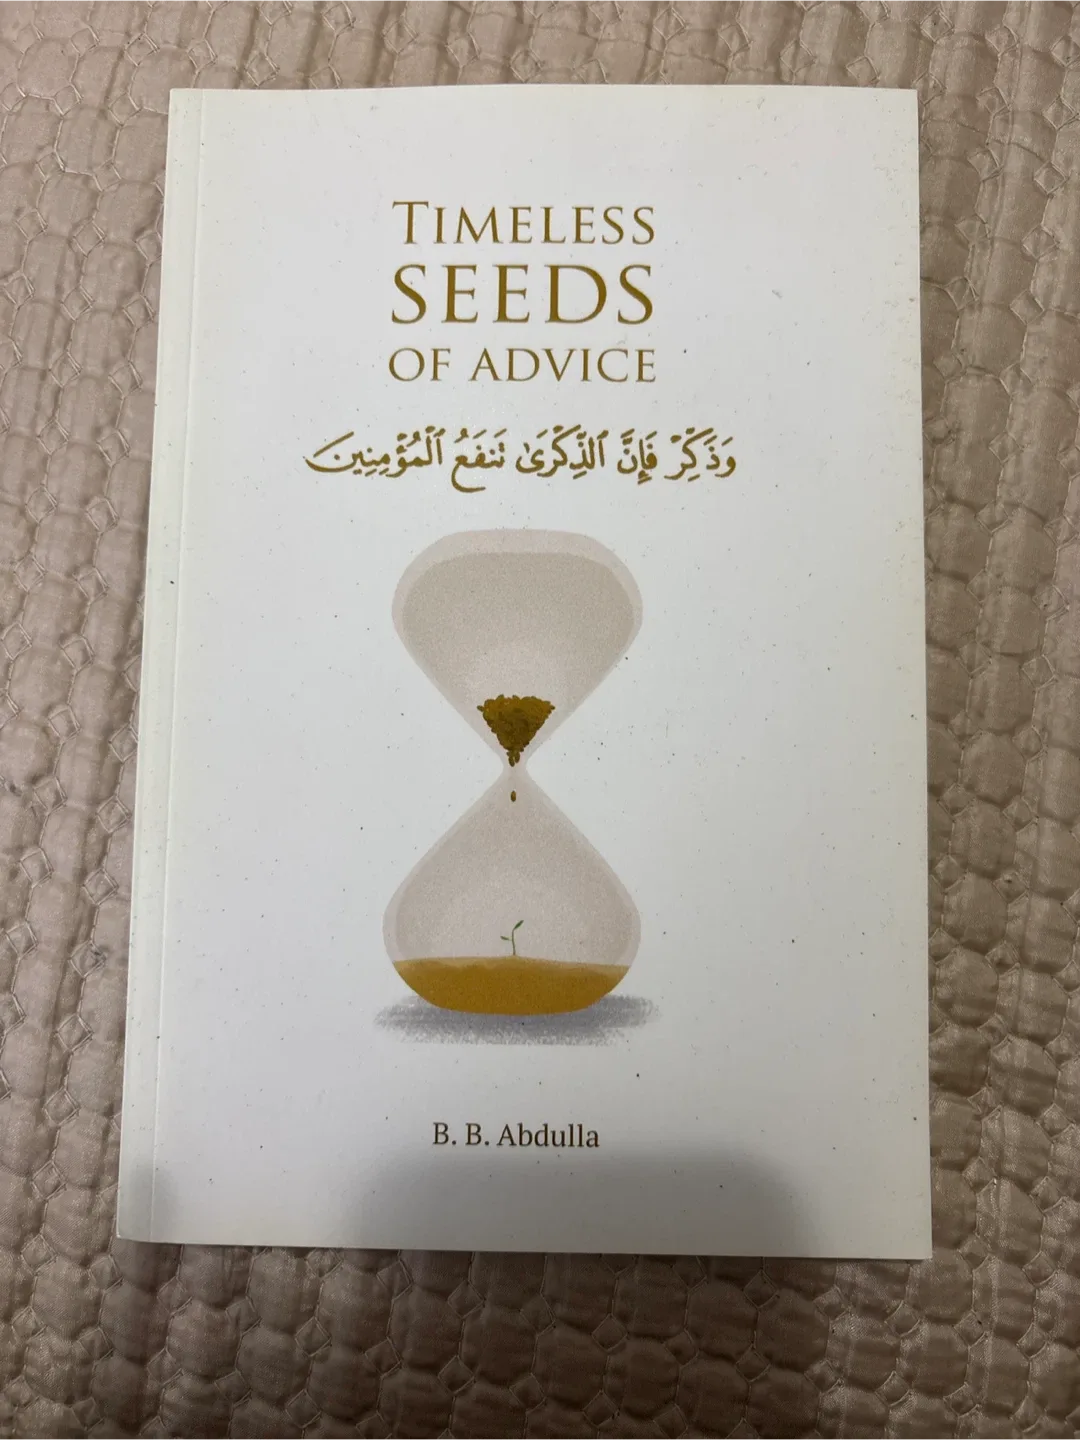 TIMELESS
SEEDS
OF ADVICE
وَذَكِّرْ فَإِنَّ ٱلذِّكْرَىٰ تَنفَعُ ٱلْمُؤْمِنِينَ
B. B. Abdulla